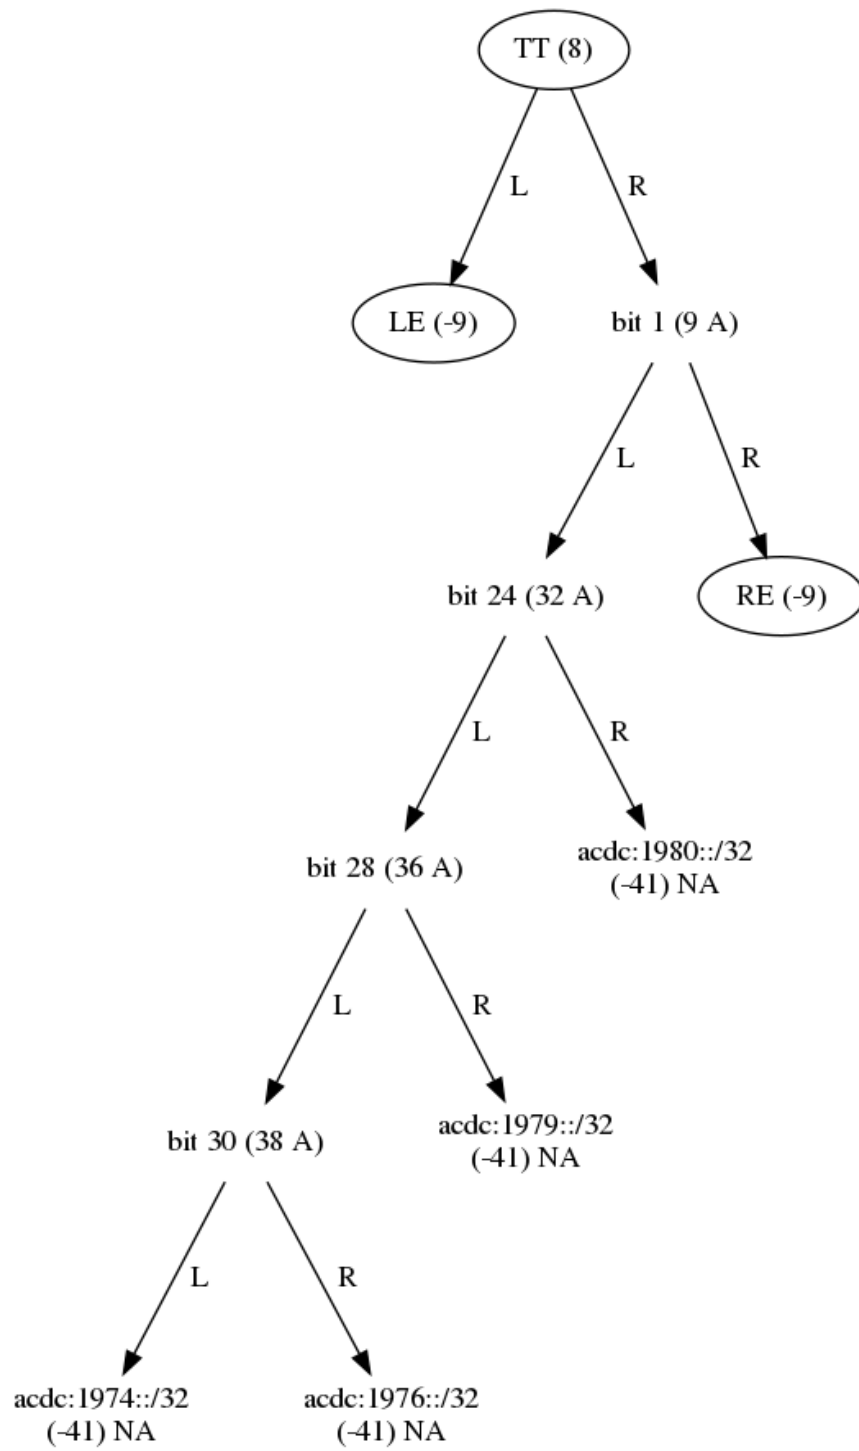 TT (8)
L
R
LE (-9)
bit 1 (9 A)
L
R
bit 24 (32 A)
RE (-9)
L
R
bit 28 (36 A)
acdc:1980::/32
(-41) NA
L
R
bit 30 (38 A)
acdc:1979::/32
(-41) NA
L
R
acdc:1974::/32
(-41) NA
acdc:1976::/32
(-41) NA